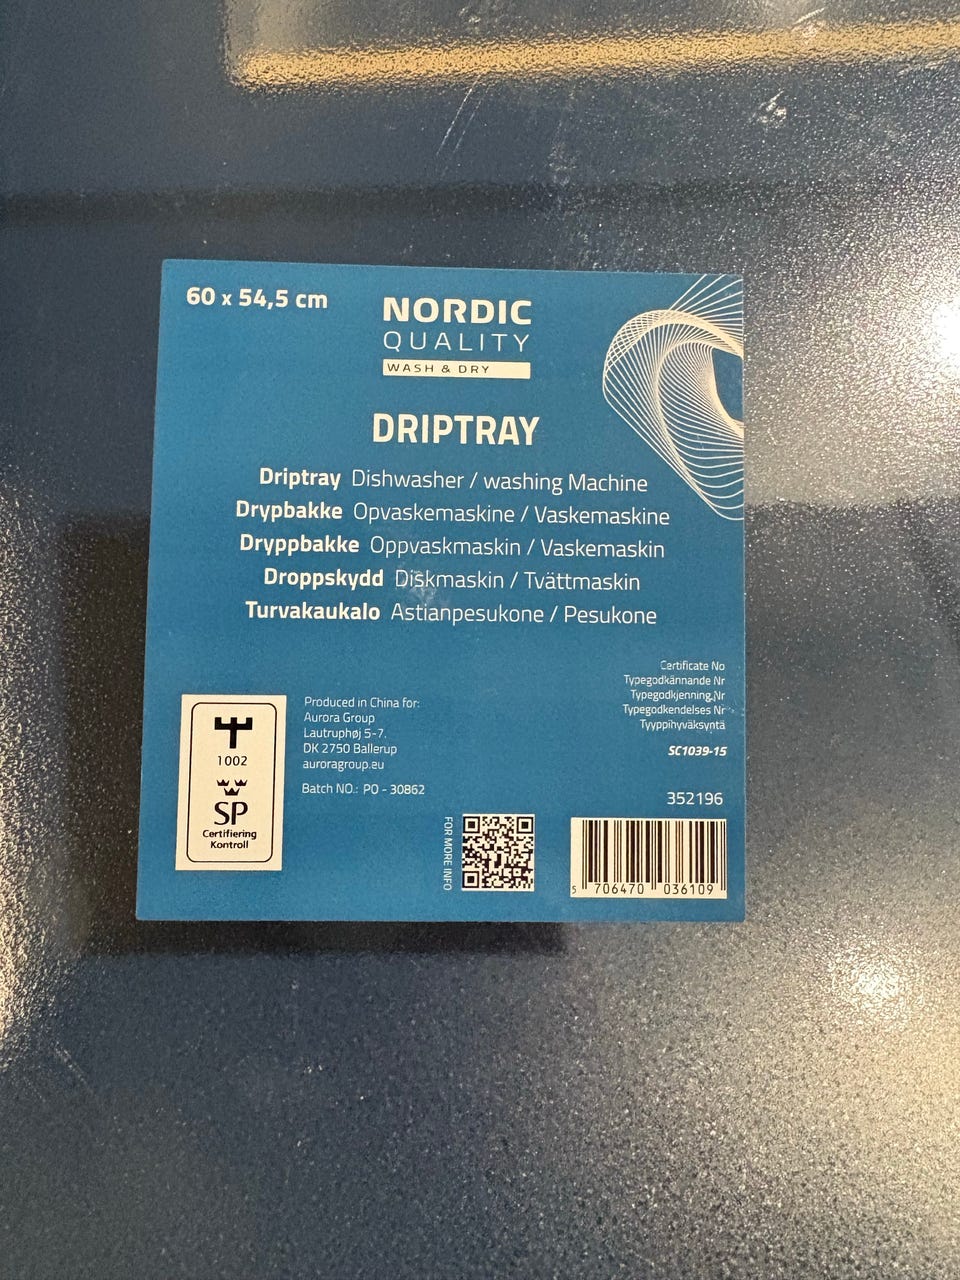 60 x 54,5 cm
NORDIC
QUALITY
WASH & DRY
DRIPTRAY
Driptray Dishwasher / washing Machine
Drypbakke Opvaskemaskine / Vaskemaskine
Dryppbakke Oppvaskmaskin / Vaskemaskin
Droppskydd Diskmaskin / Tvättmaskin
Turvakaukalo Astianpesukone / Pesukone
Certificate No
Typegodkännande Nr
Typegodkjenning.Nr
Typegodkendelses Nr
Tyyppihyväksyntä
SC1039-15
1002
SP
Certifiering
Kontroll
Produced in China for:
Aurora Group
Lautruphøj 5-7.
DK 2750 Ballerup
auroragroup.eu
Batch NO.: PO - 30862
FOR MORE INFO
352196
5 706470 036109